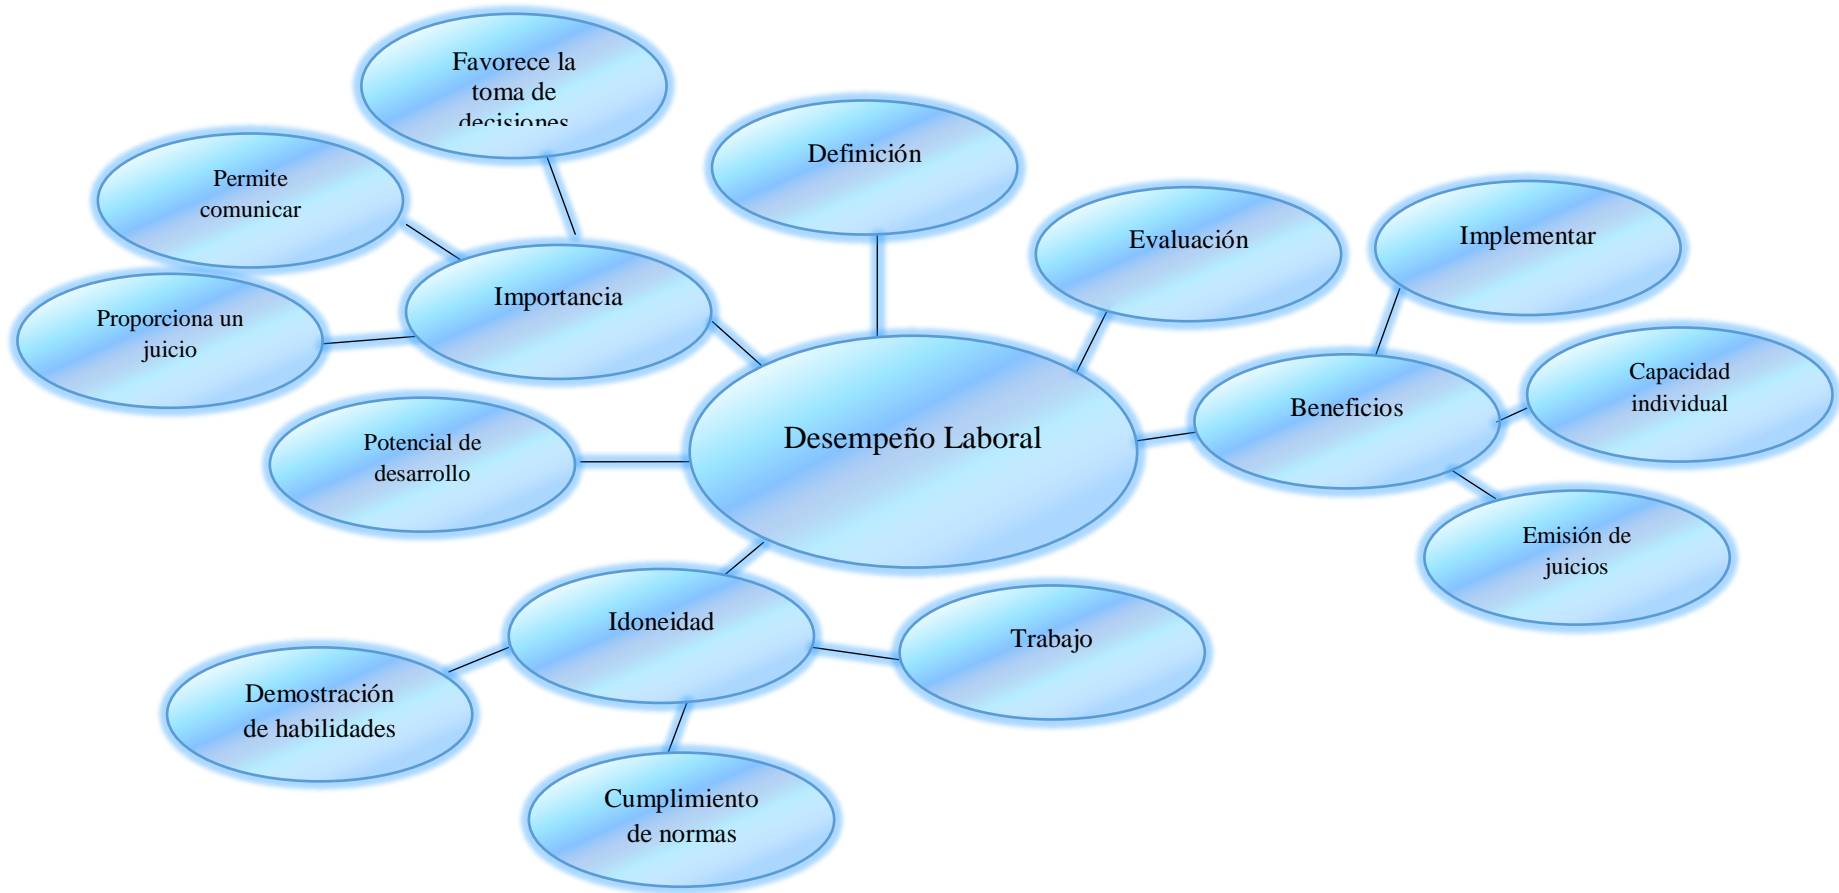 Favorece la
toma de
decisiones
Definición
Permite
comunicar
Evaluación
Implementar
Importancia
Proporciona un
juicio
Capacidad
individual
Beneficios
Desempeño Laboral
Potencial de
desarrollo
Emisión de
juicios
Idoneidad
Trabajo
Demostración
de habilidades
Cumplimiento
de normas